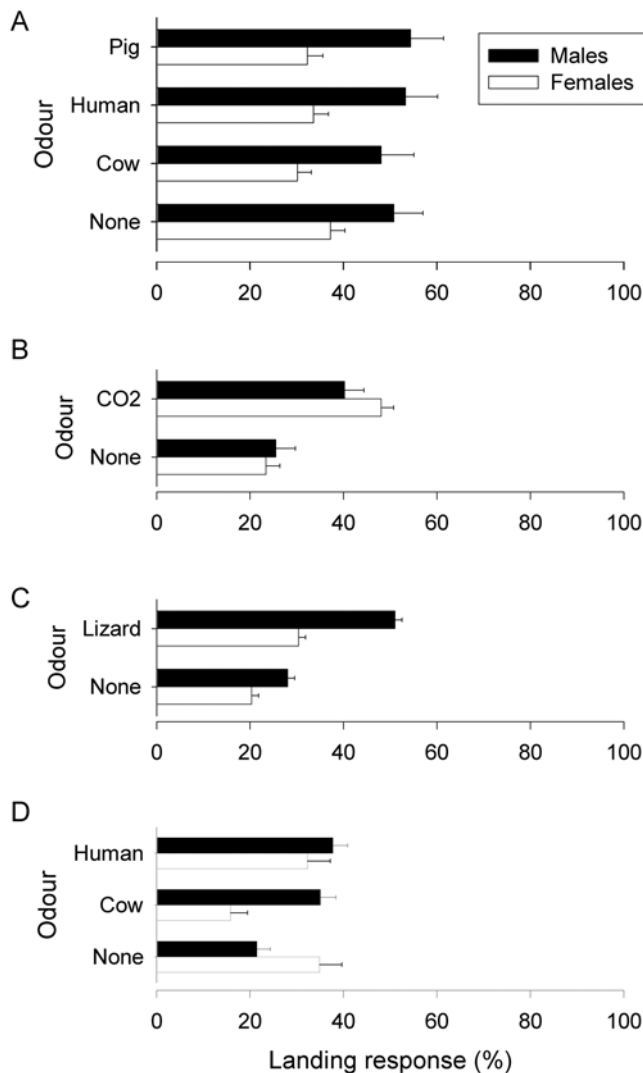 A
Pig
Human
Cow
None
Odour
Males
Females
0 20 40 60 80 100
B
CO2
None
Odour
0 20 40 60 80 100
C
Lizard
None
Odour
0 20 40 60 80 100
D
Human
Cow
None
Odour
0 20 40 60 80 100
Landing response (%)